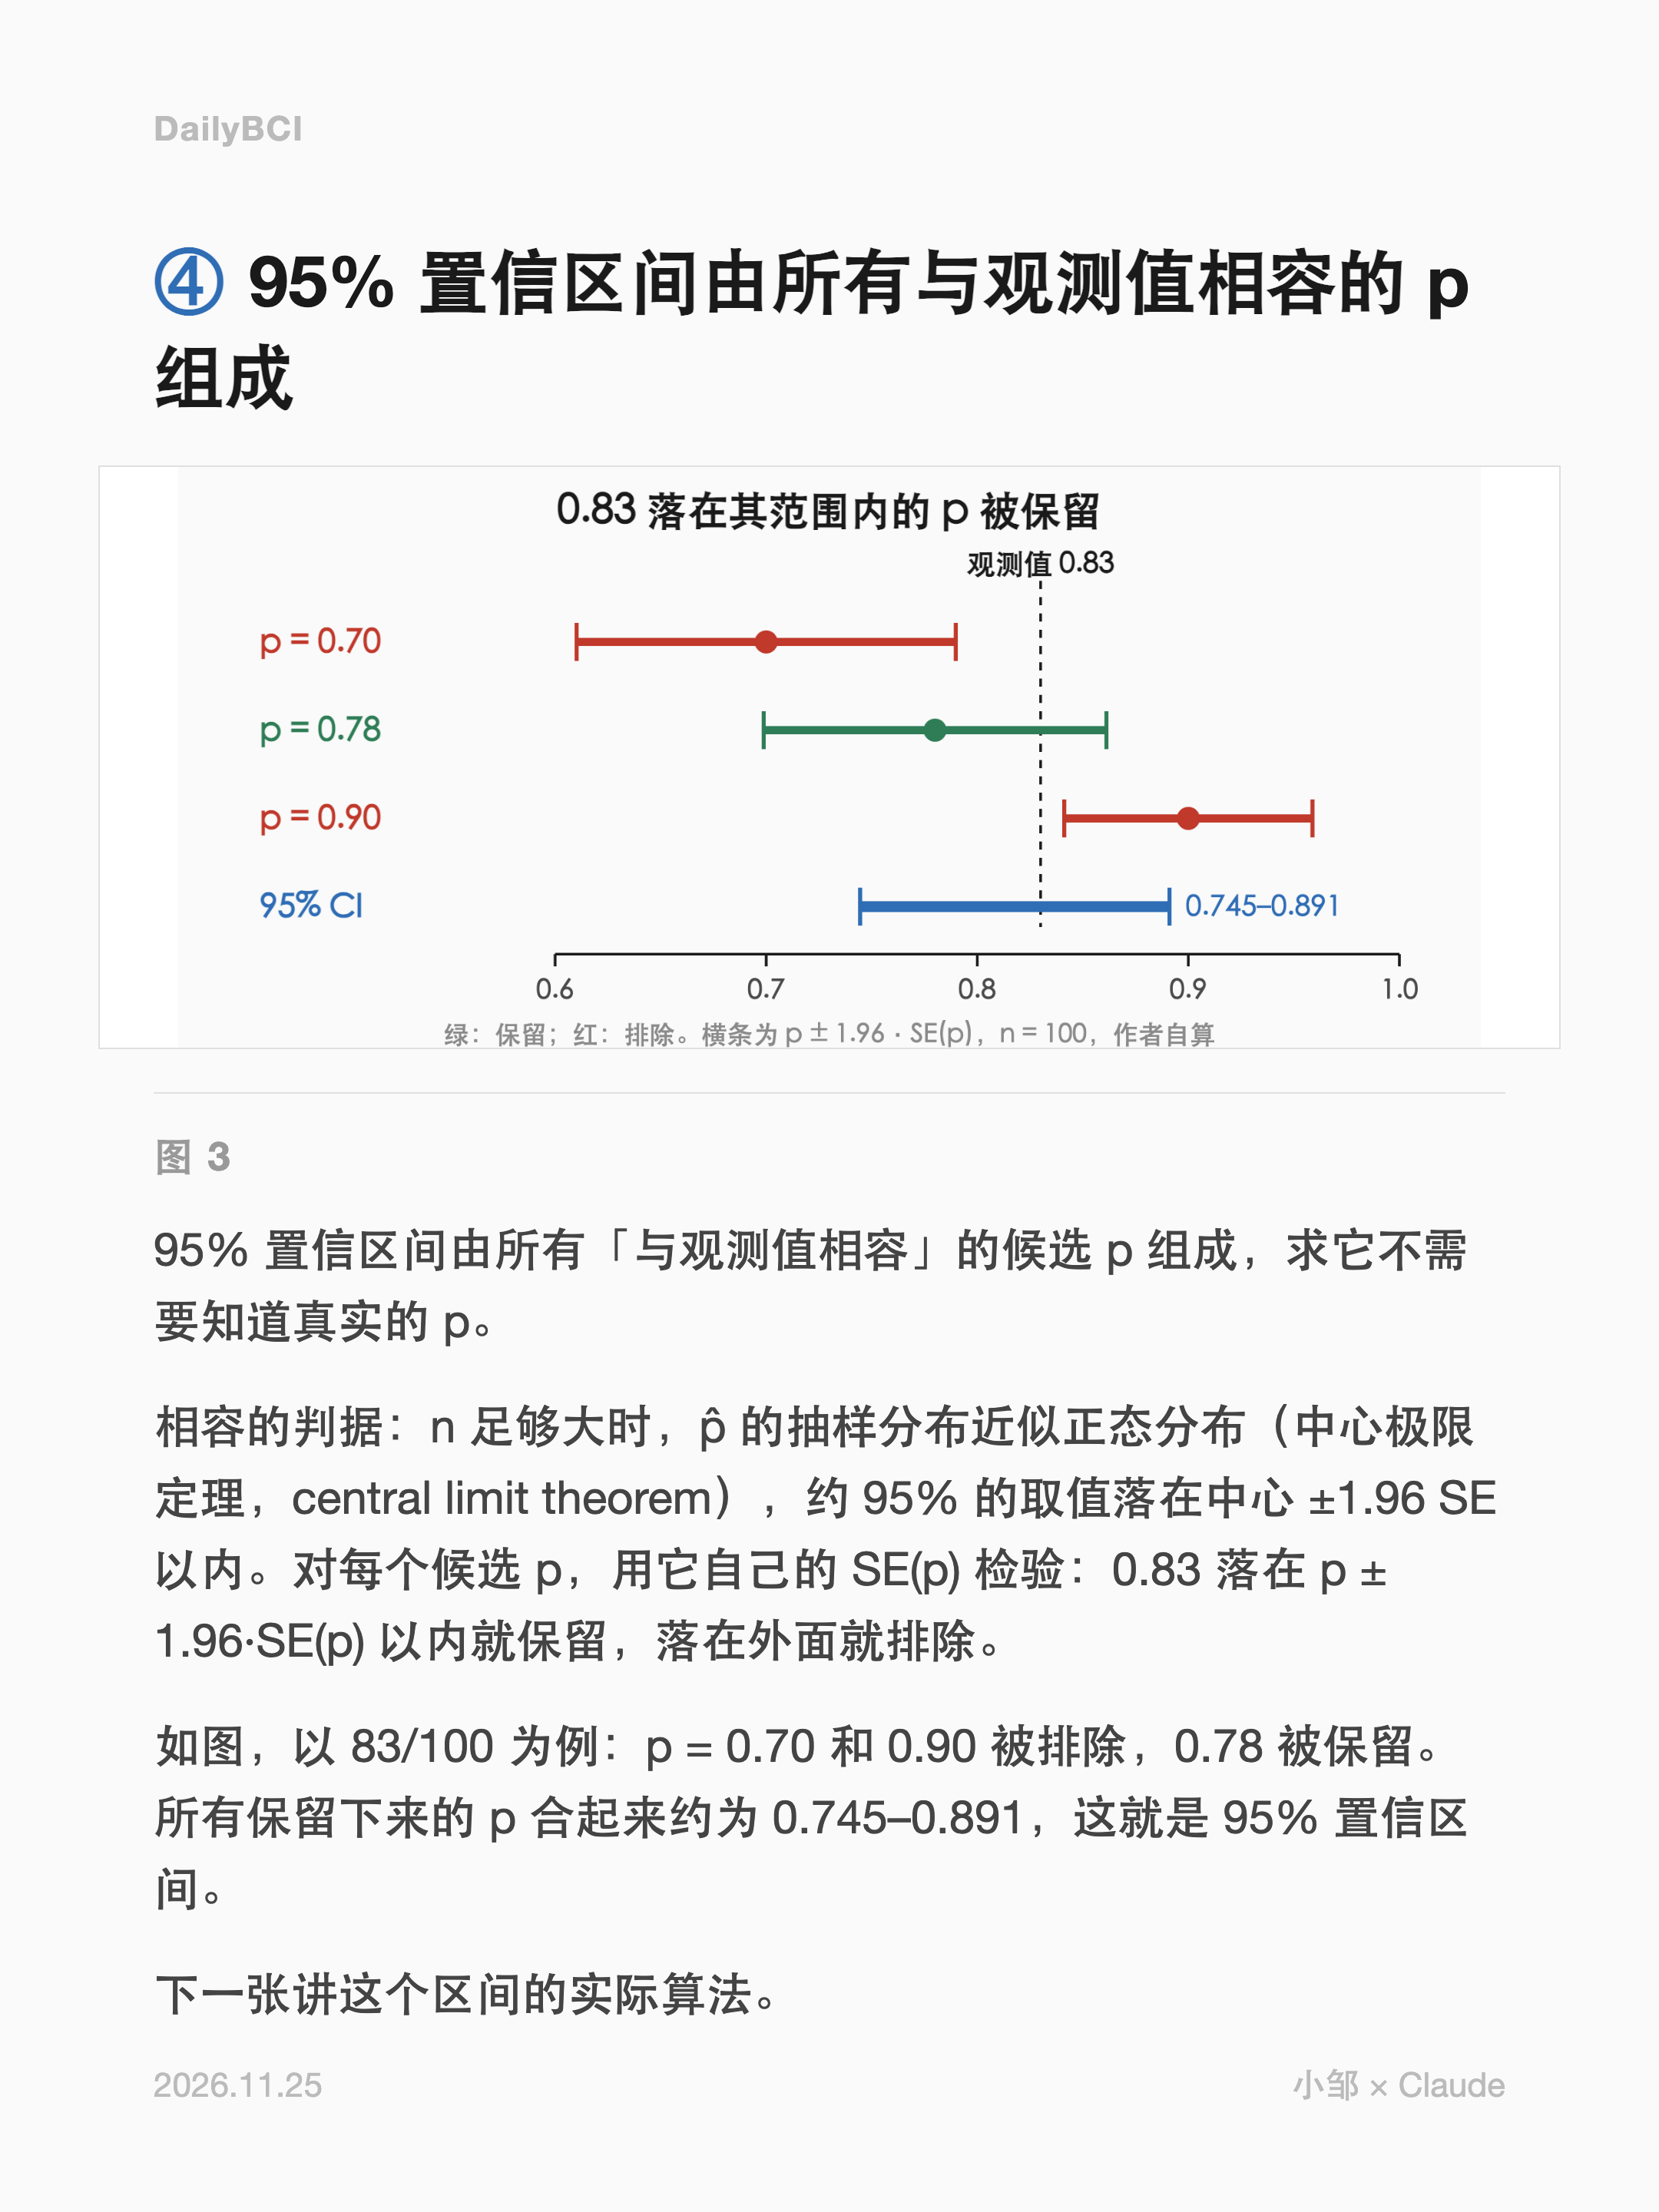 DailyBCI
④ 95% 置信区间由所有与观测值相容的 p
组成
0.83 落在其范围内的 p 被保留
观测值 0.83
p = 0.70
p = 0.78
p = 0.90
95% CI
0.745–0.891
0.6 0.7 0.8 0.9 1.0
绿：保留；红：排除。横条为 p ± 1.96 · SE(p)，n = 100，作者自算
图 3
95% 置信区间由所有「与观测值相容」的候选 p 组成，求它不需
要知道真实的 p。
相容的判据：n 足够大时，p̂ 的抽样分布近似正态分布（中心极限
定理，central limit theorem），约 95% 的取值落在中心 ±1.96 SE
以内。对每个候选 p，用它自己的 SE(p) 检验：0.83 落在 p ±
1.96·SE(p) 以内就保留，落在外面就排除。
如图，以 83/100 为例：p = 0.70 和 0.90 被排除，0.78 被保留。
所有保留下来的 p 合起来约为 0.745–0.891，这就是 95% 置信区
间。
下一张讲这个区间的实际算法。
2026.11.25
小邹 × Claude